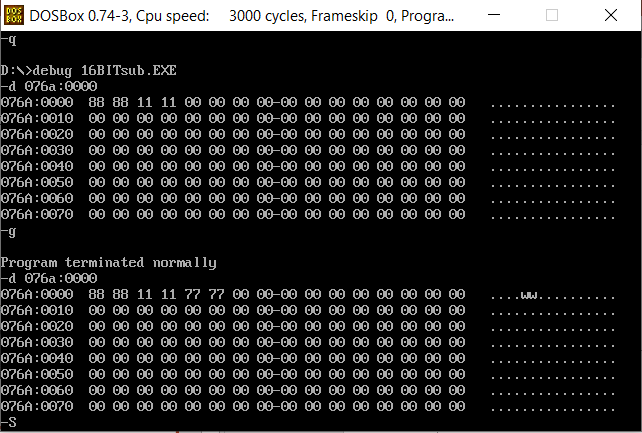 DOS BOX DOSBox 0.74-3, Cpu speed: 3000 cycles, Frameskip 0, Progra...
-q
D:\>debug 16BITsub.EXE
-d 076a:0000
076A:0000 88 88 11 11 00 00 00 00-00 00 00 00 00 00 00 00 ................
076A:0010 00 00 00 00 00 00 00 00-00 00 00 00 00 00 00 00 ................
076A:0020 00 00 00 00 00 00 00 00-00 00 00 00 00 00 00 00 ................
076A:0030 00 00 00 00 00 00 00 00-00 00 00 00 00 00 00 00 ................
076A:0040 00 00 00 00 00 00 00 00-00 00 00 00 00 00 00 00 ................
076A:0050 00 00 00 00 00 00 00 00-00 00 00 00 00 00 00 00 ................
076A:0060 00 00 00 00 00 00 00 00-00 00 00 00 00 00 00 00 ................
076A:0070 00 00 00 00 00 00 00 00-00 00 00 00 00 00 00 00 ................
-g
Program terminated normally
-d 076a:0000
076A:0000 88 88 11 11 77 77 00 00-00 00 00 00 00 00 00 00 ....ww..........
076A:0010 00 00 00 00 00 00 00 00-00 00 00 00 00 00 00 00 ................
076A:0020 00 00 00 00 00 00 00 00-00 00 00 00 00 00 00 00 ................
076A:0030 00 00 00 00 00 00 00 00-00 00 00 00 00 00 00 00 ................
076A:0040 00 00 00 00 00 00 00 00-00 00 00 00 00 00 00 00 ................
076A:0050 00 00 00 00 00 00 00 00-00 00 00 00 00 00 00 00 ................
076A:0060 00 00 00 00 00 00 00 00-00 00 00 00 00 00 00 00 ................
076A:0070 00 00 00 00 00 00 00 00-00 00 00 00 00 00 00 00 ................
-S